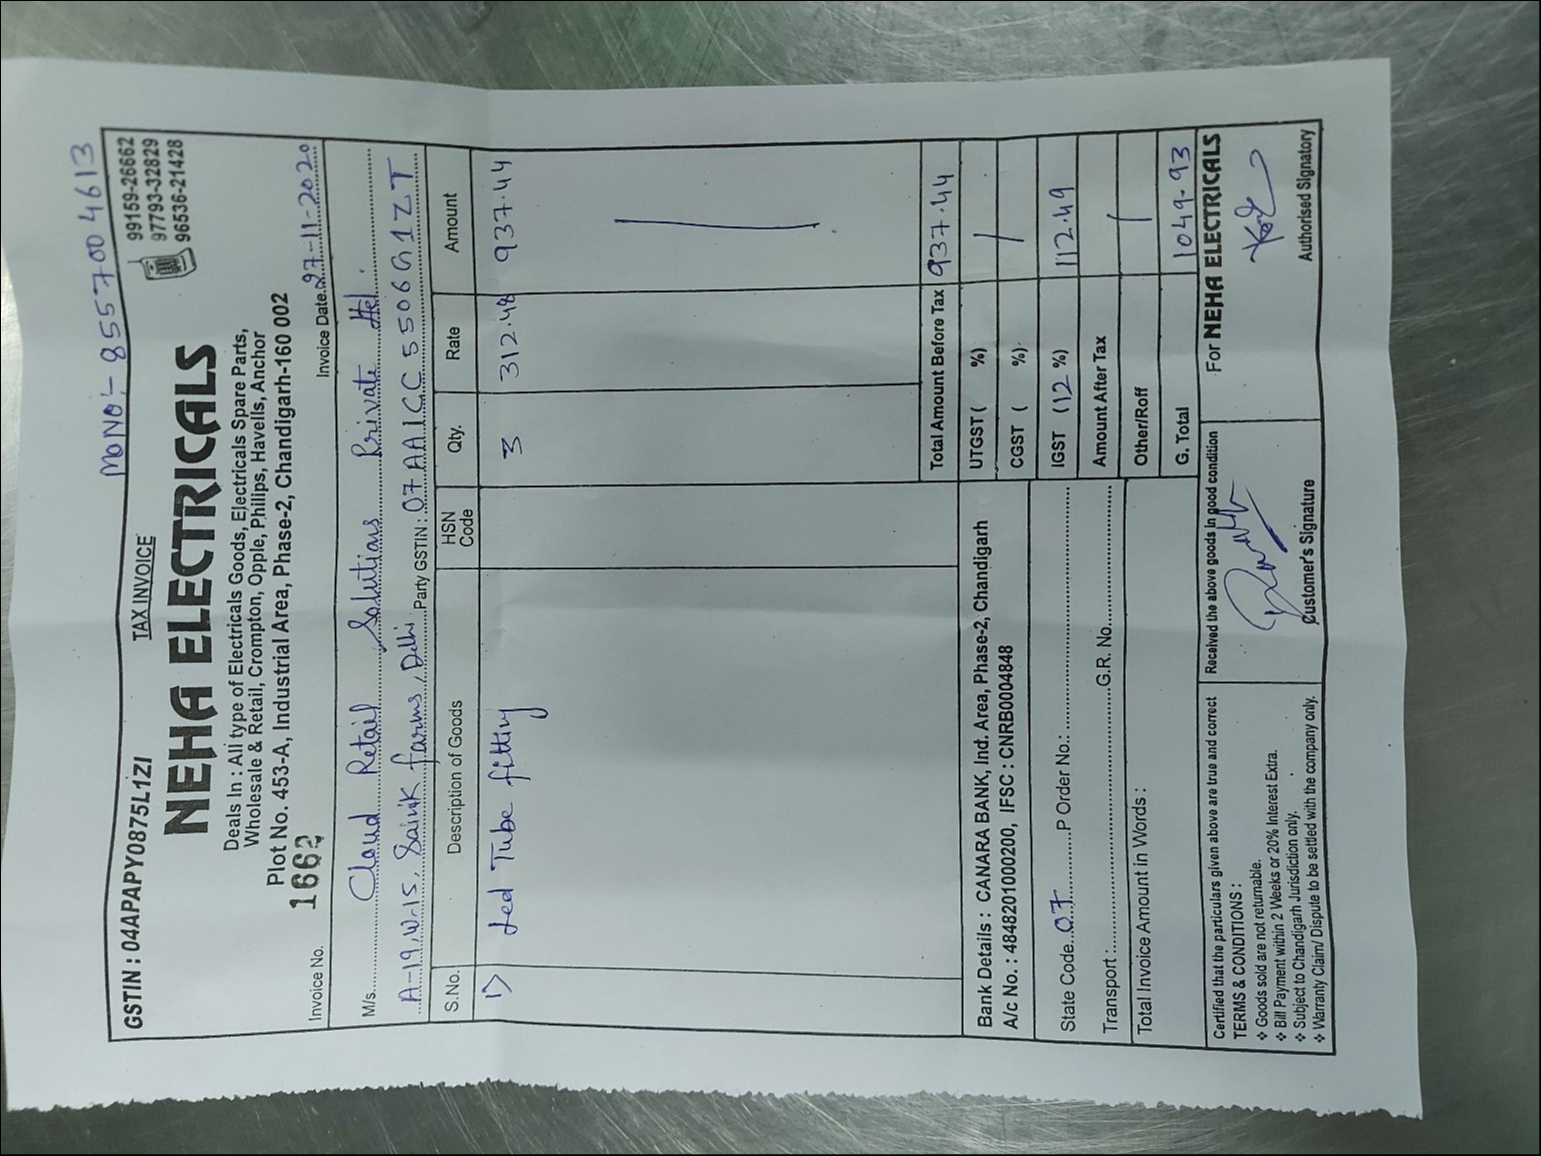 Mo NO:- 8557004613
GSTIN : 04APAPY0875L1ZI TAX INVOICE 99159-26662
97793-32829
96536-21428
NEHA ELECTRICALS
Deals In : All type of Electricals Goods, Electricals Spare Parts,
Wholesale & Retail, Crompton, Opple, Philips, Havells, Anchor
Plot No. 453-A, Industrial Area, Phase-2, Chandigarh-160 002
Invoice No. 1662 Invoice Date 27-11-2020
M/s. Cloud Retail Solutions Private
A-19, W-15, Sainik farms, Delhi Party GSTIN: 07AAICC5506G1ZT
S.No. Description of Goods HSN Code Qty. Rate Amount
1> Led Tube fitting 3 312.48 937.44
Total Amount Before Tax 937.44
Bank Details : CANARA BANK, Ind. Area, Phase-2, Chandigarh UTGST ( %)
A/c No. : 4848201000200, IFSC : CNRB0004848 CGST ( %)
State Code 07 P Order No.: IGST (12 %) 112.49
Transport : G.R. No. Amount After Tax
Total Invoice Amount in Words : Other/Roff
G. Total 1049-93
Certified that the particulars given above are true and correct
TERMS & CONDITIONS :
Goods sold are not returnable.
Bill Payment within 2 Weeks or 20% Interest Extra.
Subject to Chandigarh Jurisdiction only.
Warranty Claim/ Dispute to be settled with the company only.
Received the above goods in good condition
Customer's Signature
For NEHA ELECTRICALS
Authorised Signatory